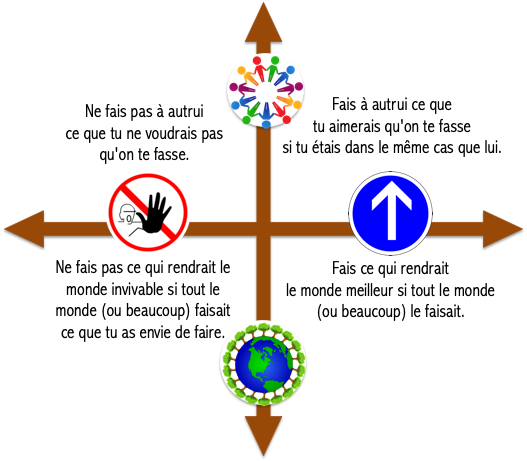 Ne fais pas à autrui
ce que tu ne voudrais pas
qu'on te fasse.
Fais à autrui ce que
tu aimerais qu'on te fasse
si tu étais dans le même cas que lui.
Ne fais pas ce qui rendrait le
monde invivable si tout le
monde (ou beaucoup) faisait
ce que tu as envie de faire.
Fais ce qui rendrait
le monde meilleur si tout le monde
(ou beaucoup) le faisait.